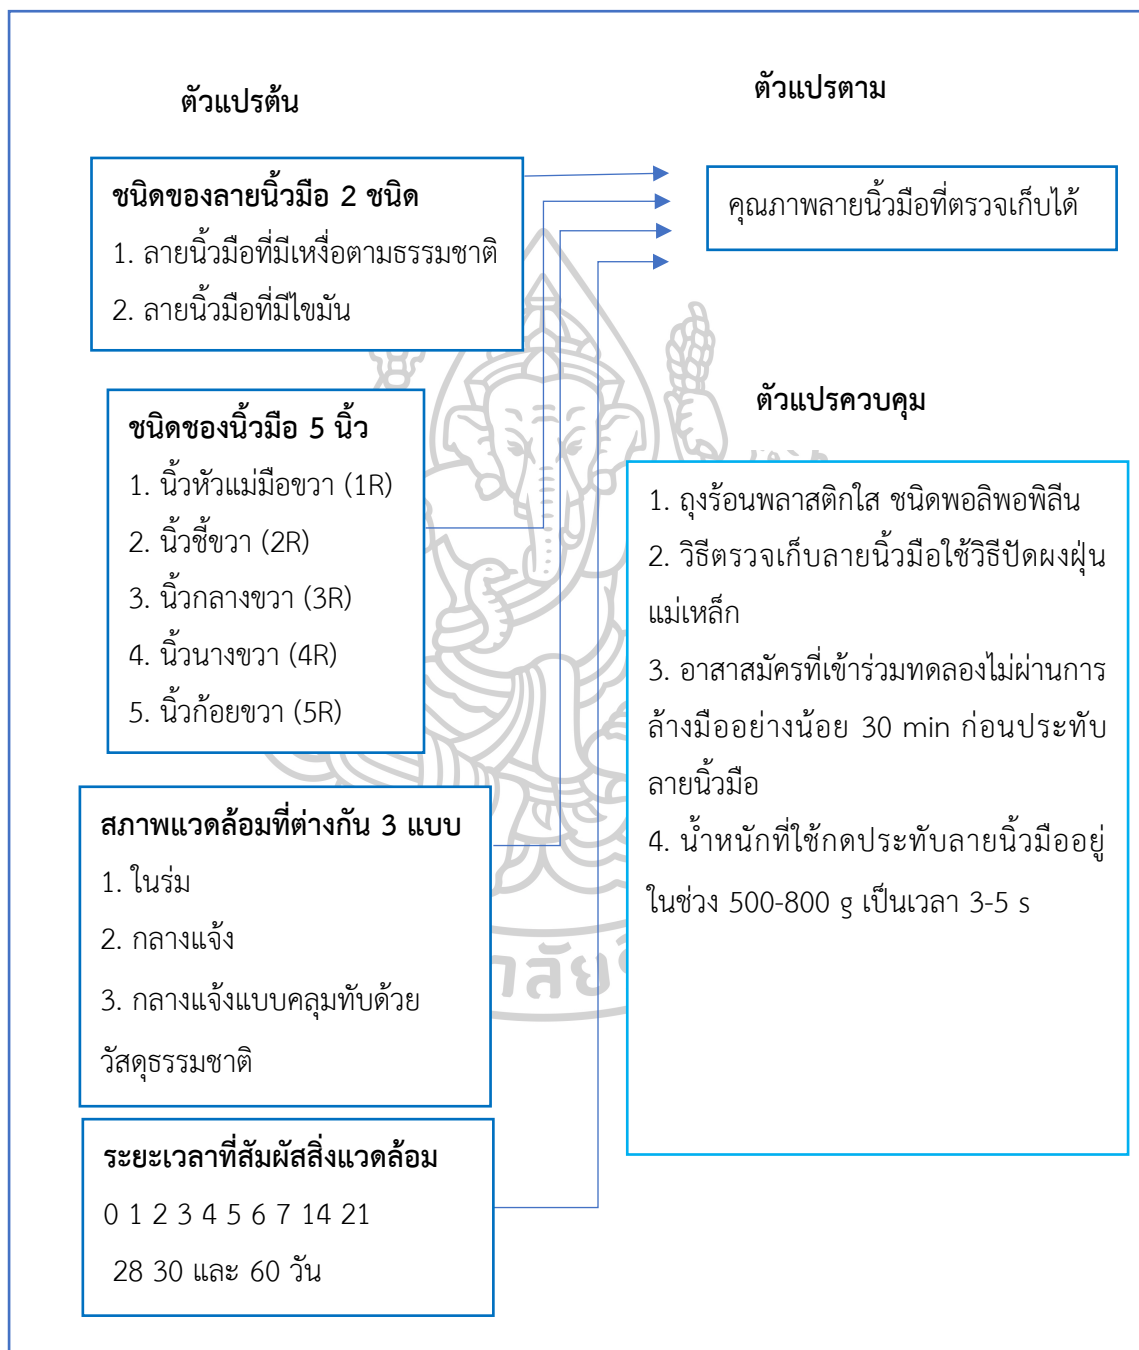 ตัวแปรต้น
ชนิดของลายนิ้วมือ 2 ชนิด
1. ลายนิ้วมือที่มีเหงื่อตามธรรมชาติ
2. ลายนิ้วมือที่มีไขมัน
ชนิดชองนิ้วมือ 5 นิ้ว
1. นิ้วหัวแม่มือขวา (1R)
2. นิ้วชี้ขวา (2R)
3. นิ้วกลางขวา (3R)
4. นิ้วนางขวา (4R)
5. นิ้วก้อยขวา (5R)
สภาพแวดล้อมที่ต่างกัน 3 แบบ
1. ในร่ม
2. กลางแจ้ง
3. กลางแจ้งแบบคลุมทับด้วย
วัสดุธรรมชาติ
ระยะเวลาที่สัมผัสสิ่งแวดล้อม
0 1 2 3 4 5 6 7 14 21
28 30 และ 60 วัน
ตัวแปรตาม
คุณภาพลายนิ้วมือที่ตรวจเก็บได้
ตัวแปรควบคุม
1. ถุงร้อนพลาสติกใส ชนิดพอลิพอพิลีน
2. วิธีตรวจเก็บลายนิ้วมือใช้วิธีปัดผงฝุ่น
แม่เหล็ก
3. อาสาสมัครที่เข้าร่วมทดลองไม่ผ่านการ
ล้างมืออย่างน้อย 30 min ก่อนประทับ
ลายนิ้วมือ
4. น้ำหนักที่ใช้กดประทับลายนิ้วมืออยู่
ในช่วง 500-800 g เป็นเวลา 3-5 s